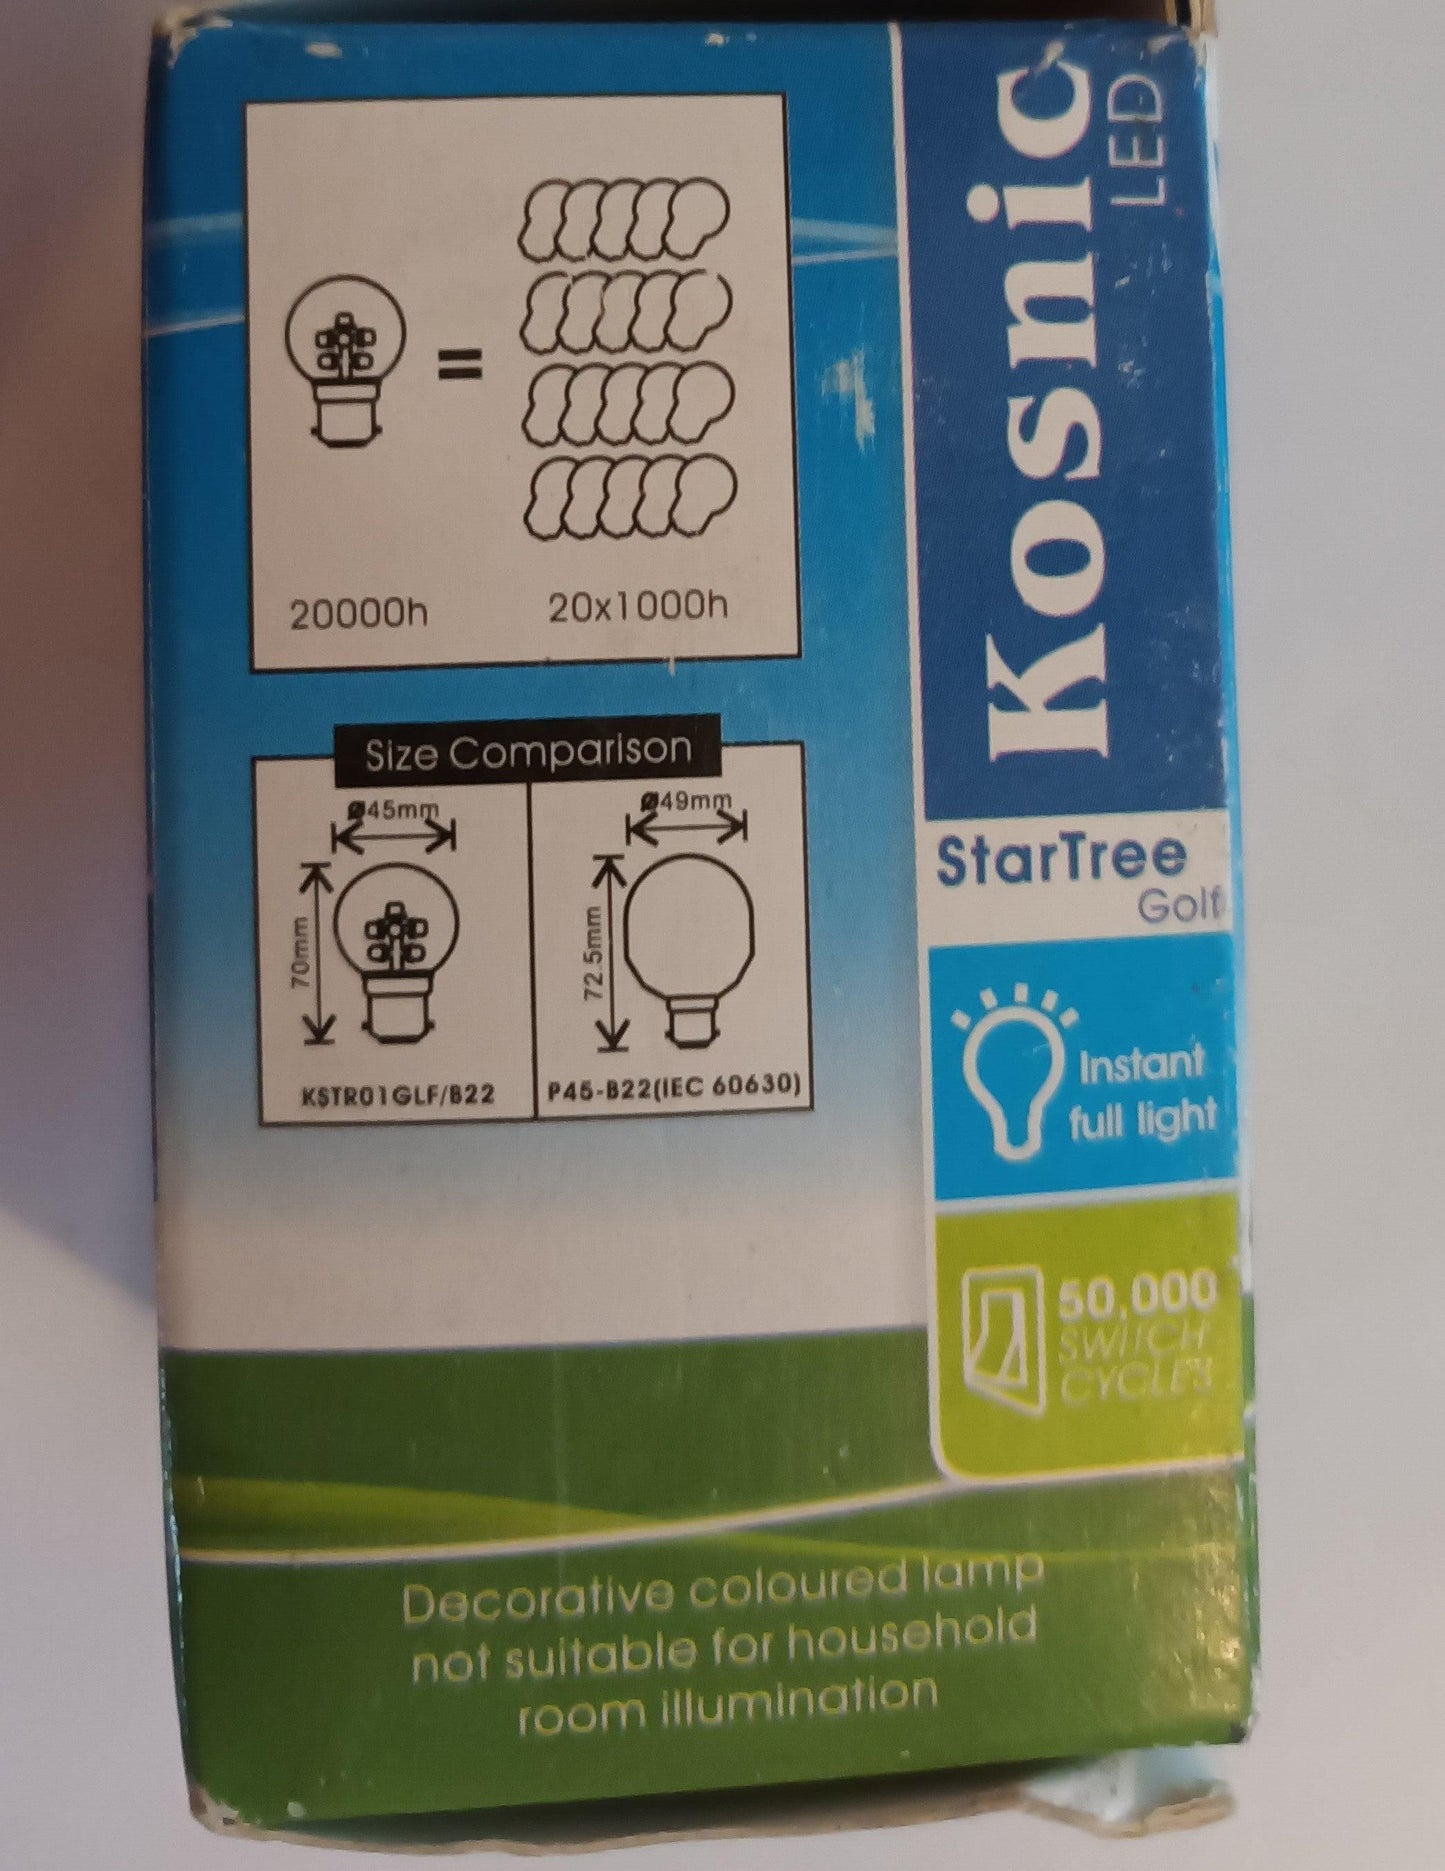 20000h
=
20x1000h
Size Comparison
Ø45mm
70mm
KSTR01GLF/B22
Ø49mm
72.5mm
P45-B22(IEC 60630)
Kosnic
LED
StarTree
Golf
Instant
full light
50,000
SWITCH
CYCLES
Decorative coloured lamp
not suitable for household
room illumination